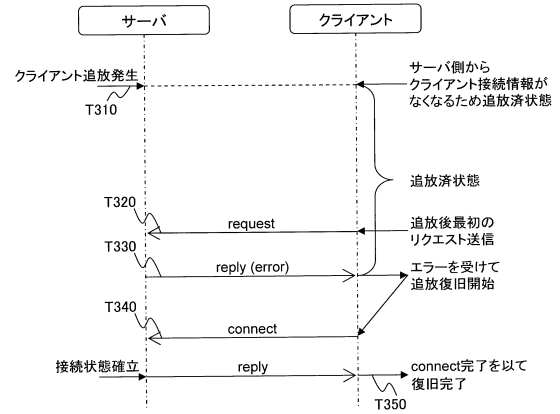 サーバ
クライアント
クライアント追放発生
T310
サーバ側から
クライアント接続情報が
なくなるため追放済状態
追放済状態
T320
request
追放後最初の
リクエスト送信
T330
reply (error)
エラーを受けて
追放復旧開始
T340
connect
接続状態確立
reply
connect完了を以て
復旧完了
T350